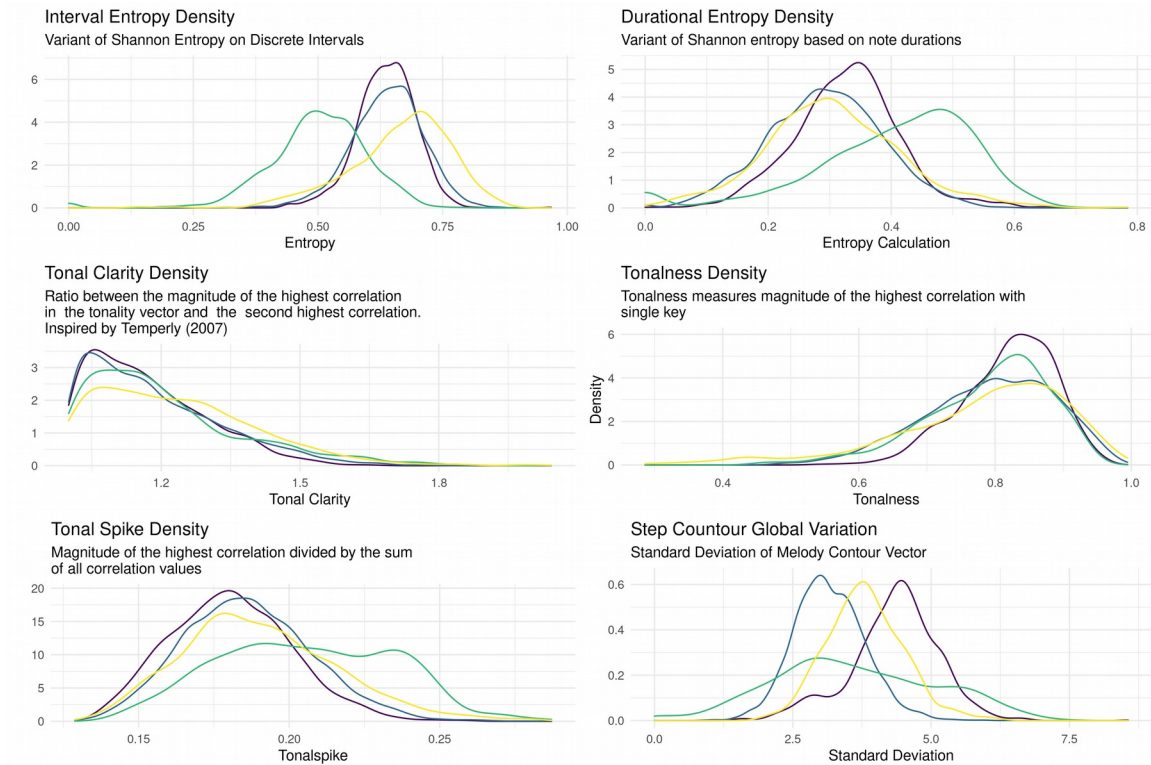 Interval Entropy Density
Variant of Shannon Entropy on Discrete Intervals
6
4
2
0
0.00 0.25 0.50 0.75 1.00
Entropy
Durational Entropy Density
Variant of Shannon entropy based on note durations
5
4
3
2
1
0
0.0 0.2 0.4 0.6 0.8
Entropy Calculation
Tonal Clarity Density
Ratio between the magnitude of the highest correlation
in the tonality vector and the second highest correlation.
Inspired by Temperly (2007)
3
2
1
0
1.2 1.5 1.8
Tonal Clarity
Tonalness Density
Tonalness measures magnitude of the highest correlation with
single key
Density
6
4
2
0
0.4 0.6 0.8 1.0
Tonalness
Tonal Spike Density
Magnitude of the highest correlation divided by the sum
of all correlation values
20
15
10
5
0
0.15 0.20 0.25
Tonalspike
Step Countour Global Variation
Standard Deviation of Melody Contour Vector
0.6
0.4
0.2
0.0
0.0 2.5 5.0 7.5
Standard Deviation